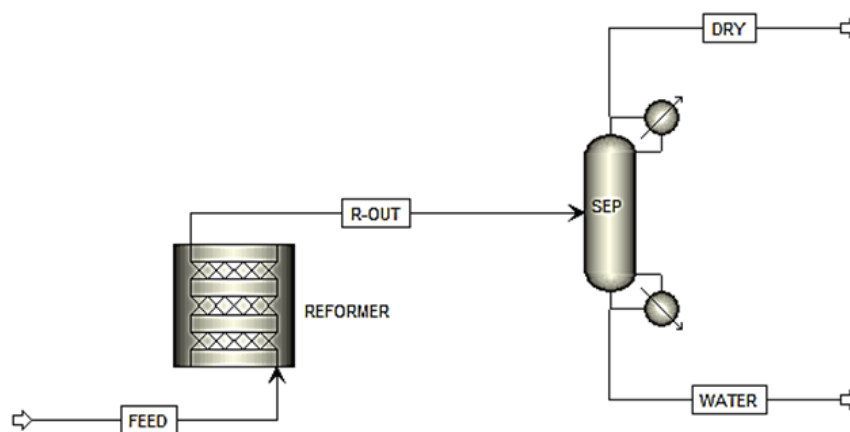 DRY
SEP
R-OUT
REFORMER
WATER
FEED